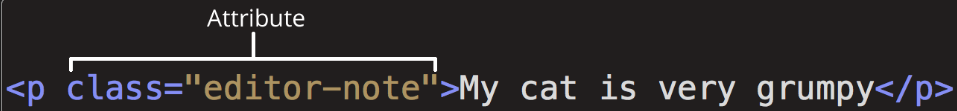 Attribute
<p class="editor-note">My cat is very grumpy</p>